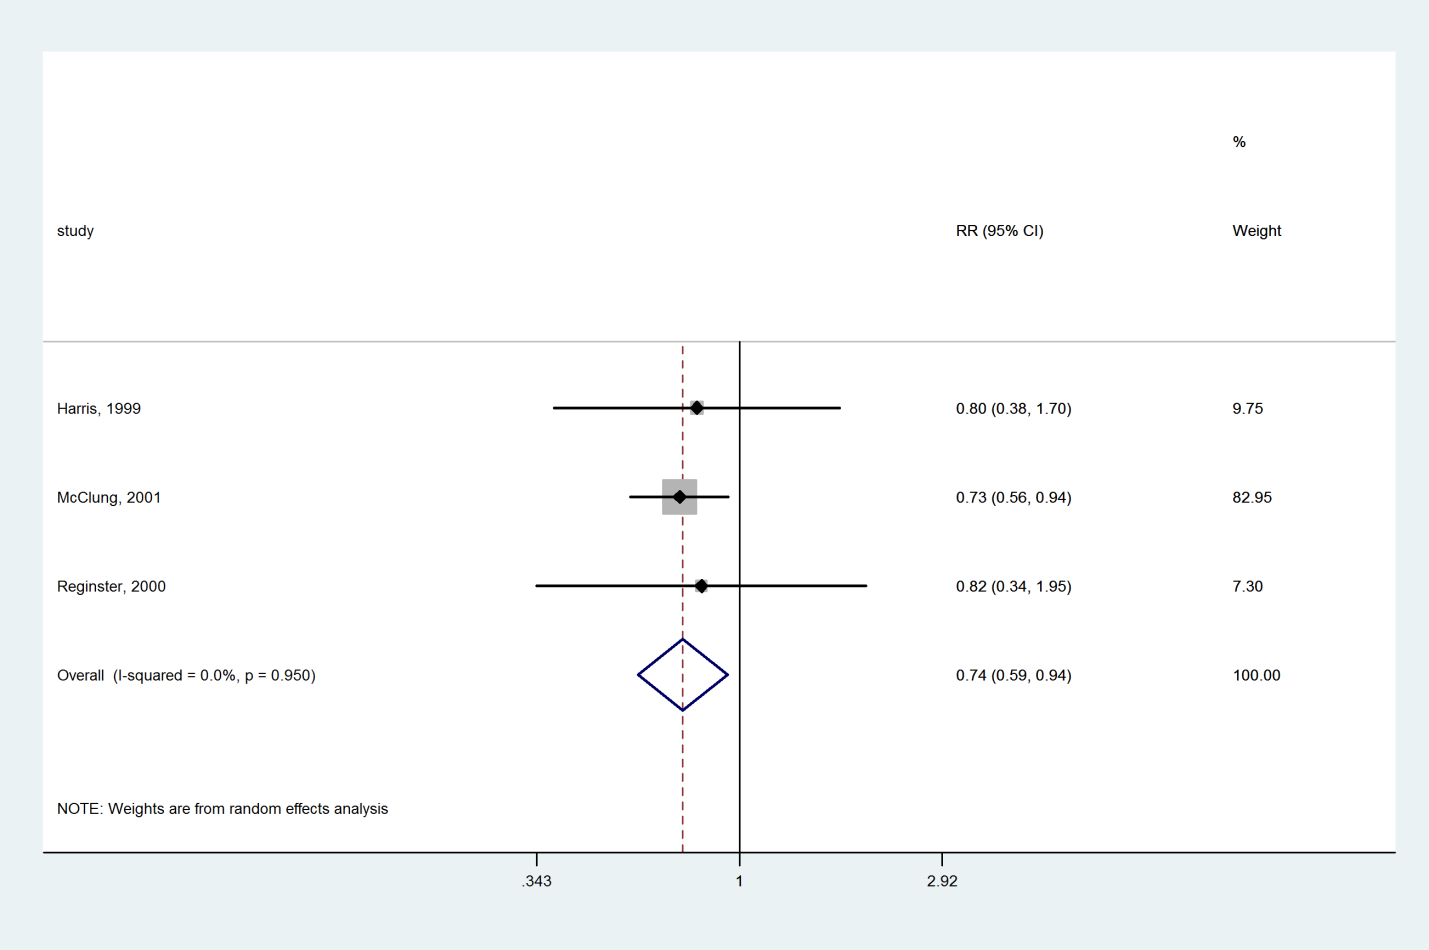 %
study RR (95% CI) Weight
Harris, 1999 0.80 (0.38, 1.70) 9.75
McClung, 2001 0.73 (0.56, 0.94) 82.95
Reginster, 2000 0.82 (0.34, 1.95) 7.30
Overall (I-squared = 0.0%, p = 0.950) 0.74 (0.59, 0.94) 100.00
NOTE: Weights are from random effects analysis
.343 1 2.92